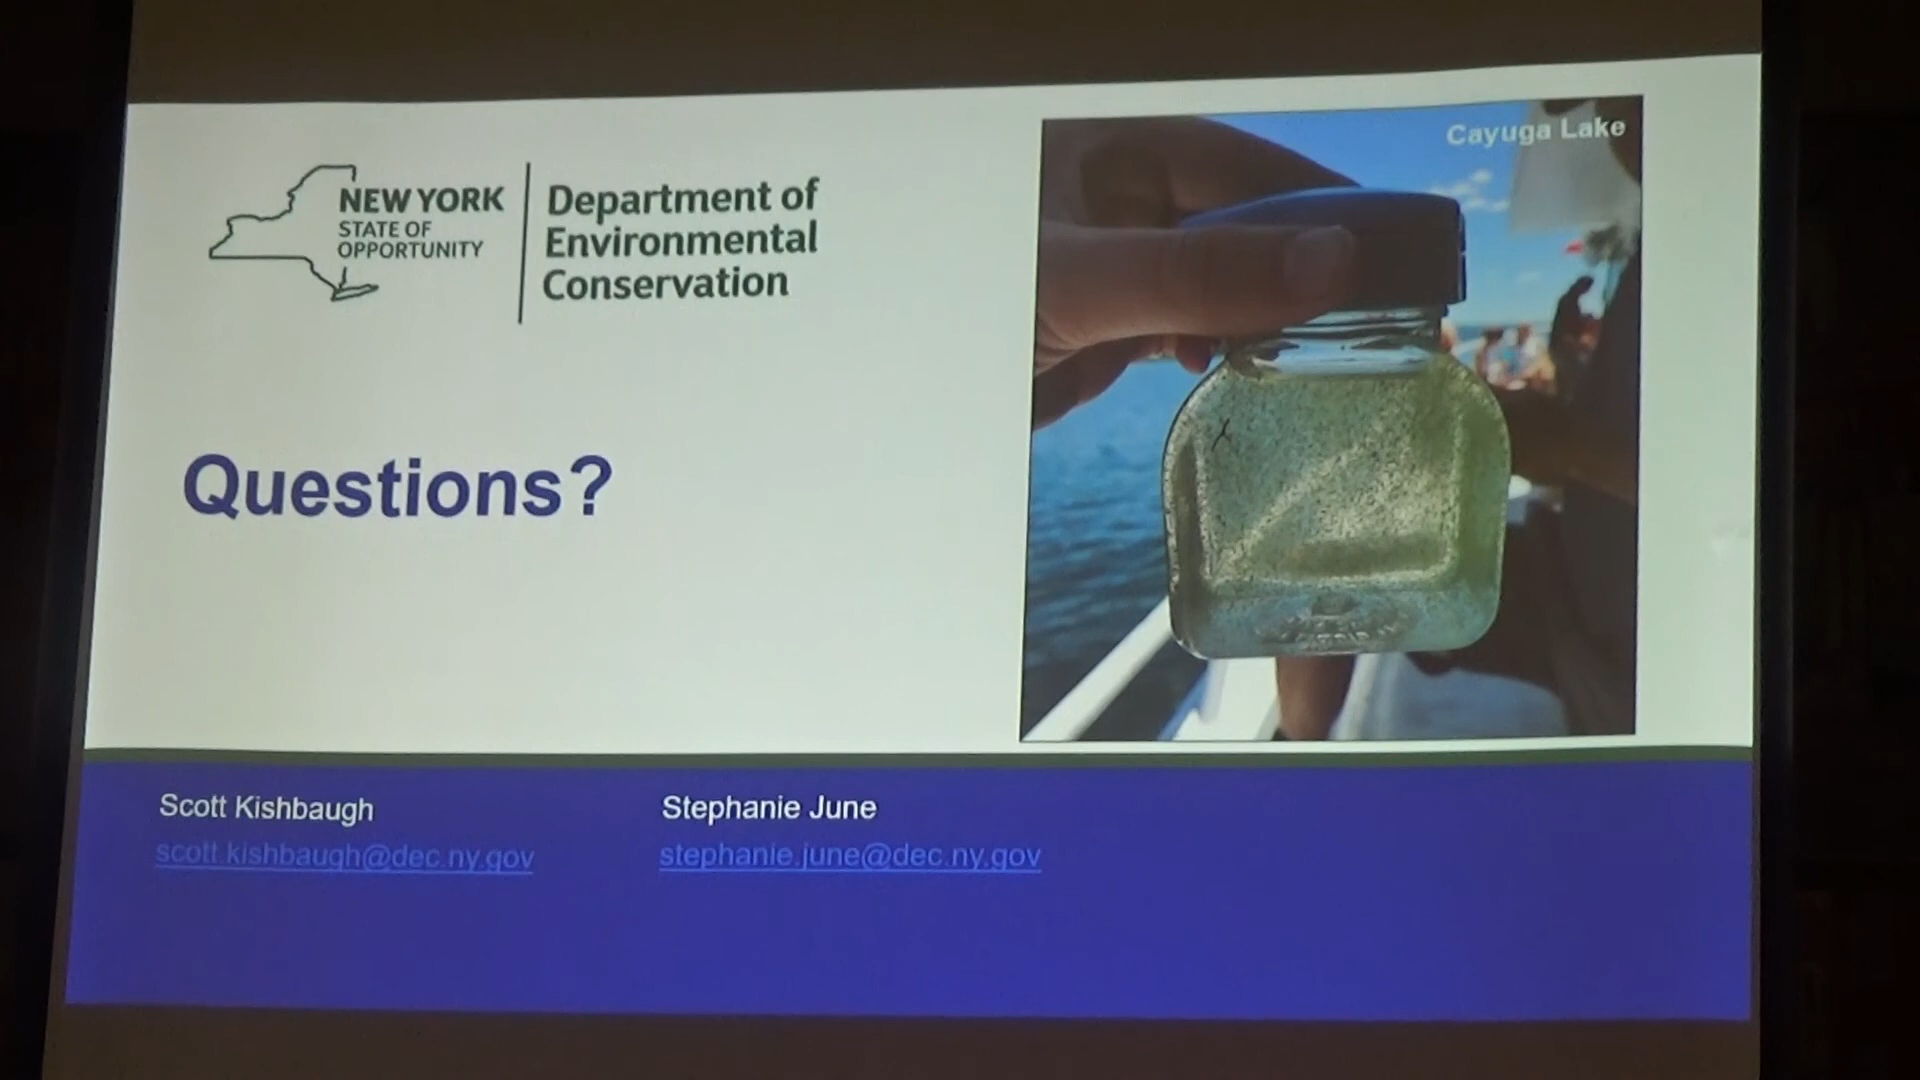 NEW YORK
STATE OF
OPPORTUNITY
Department of
Environmental
Conservation
Cayuga Lake
Questions?
Scott Kishbaugh
scott.kishbaugh@dec.ny.gov
Stephanie June
stephanie.june@dec.ny.gov